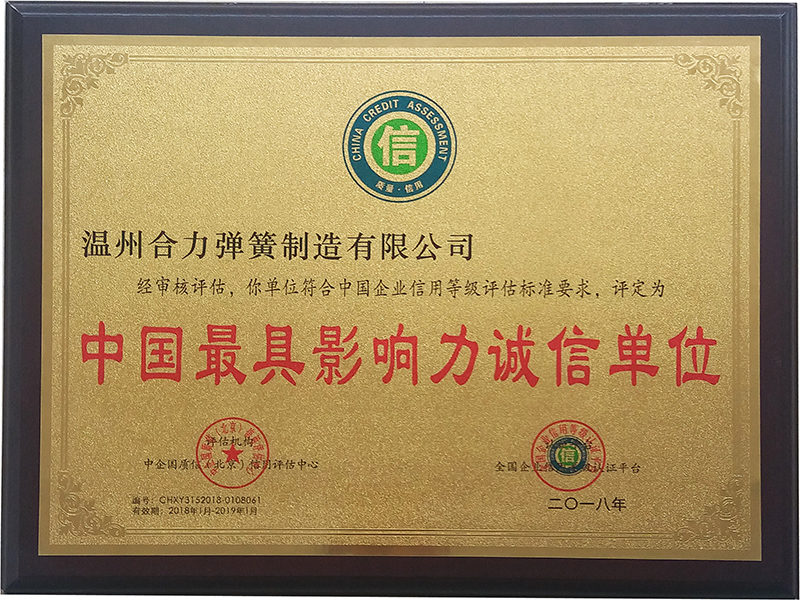 CHINA CREDIT ASSESSMENT
信
质量·信用
温州合力弹簧制造有限公司
经审核评估，你单位符合中国企业信用等级评估标准要求，评定为
中国最具影响力诚信单位
评估机构
中企国质信（北京）信用评估中心
全国企业信用等级认证平台
编号：CHXY3152018-0108061
有效期：2018年1月-2019年1月
二〇一八年